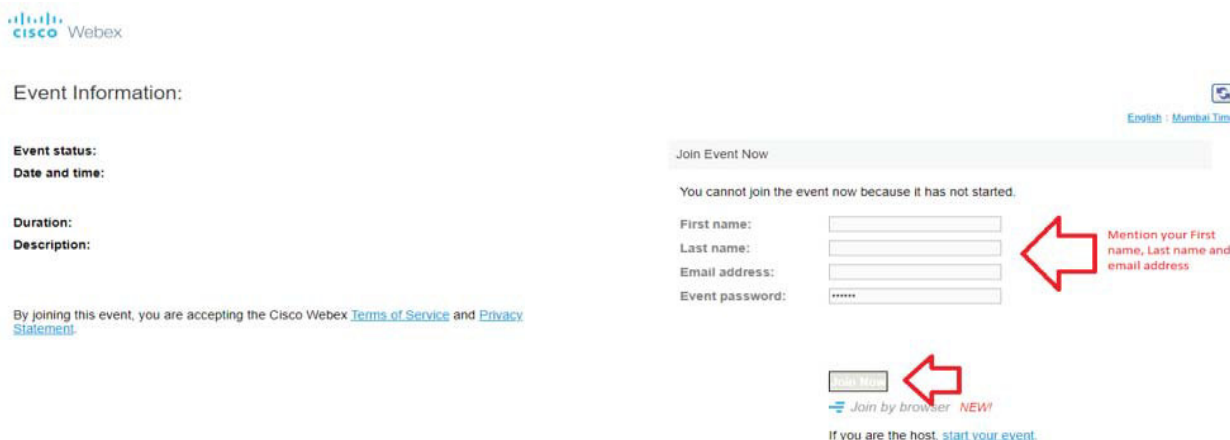 cisco Webex
Event Information:
English : Mumbai Time
Event status:
Date and time:
Duration:
Description:
By joining this event, you are accepting the Cisco Webex Terms of Service and Privacy
Statement.
Join Event Now
You cannot join the event now because it has not started.
First name:
Last name:
Email address:
Event password:
Mention your First
name, Last name and
email address
Join Now
Join by browser NEW!
If you are the host, start your event.